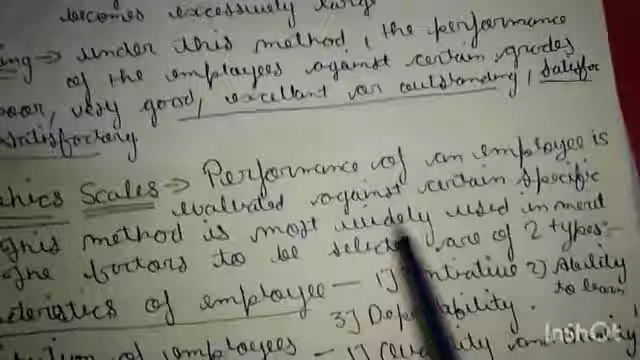 becomes excessively large
ing → under this method, the performance
of the employees against certain grades
poor, very good, excellent or outstanding, satisfac
satisfactory
aphics Scales → Performance of an employee is
evaluated against certain specific
This method is most widely used in
The factors to be selected are of 2 types:-
cteristics of employee - 1) 2) Ability
to learn
3) Dependability.
of employees - 1)
InShOt